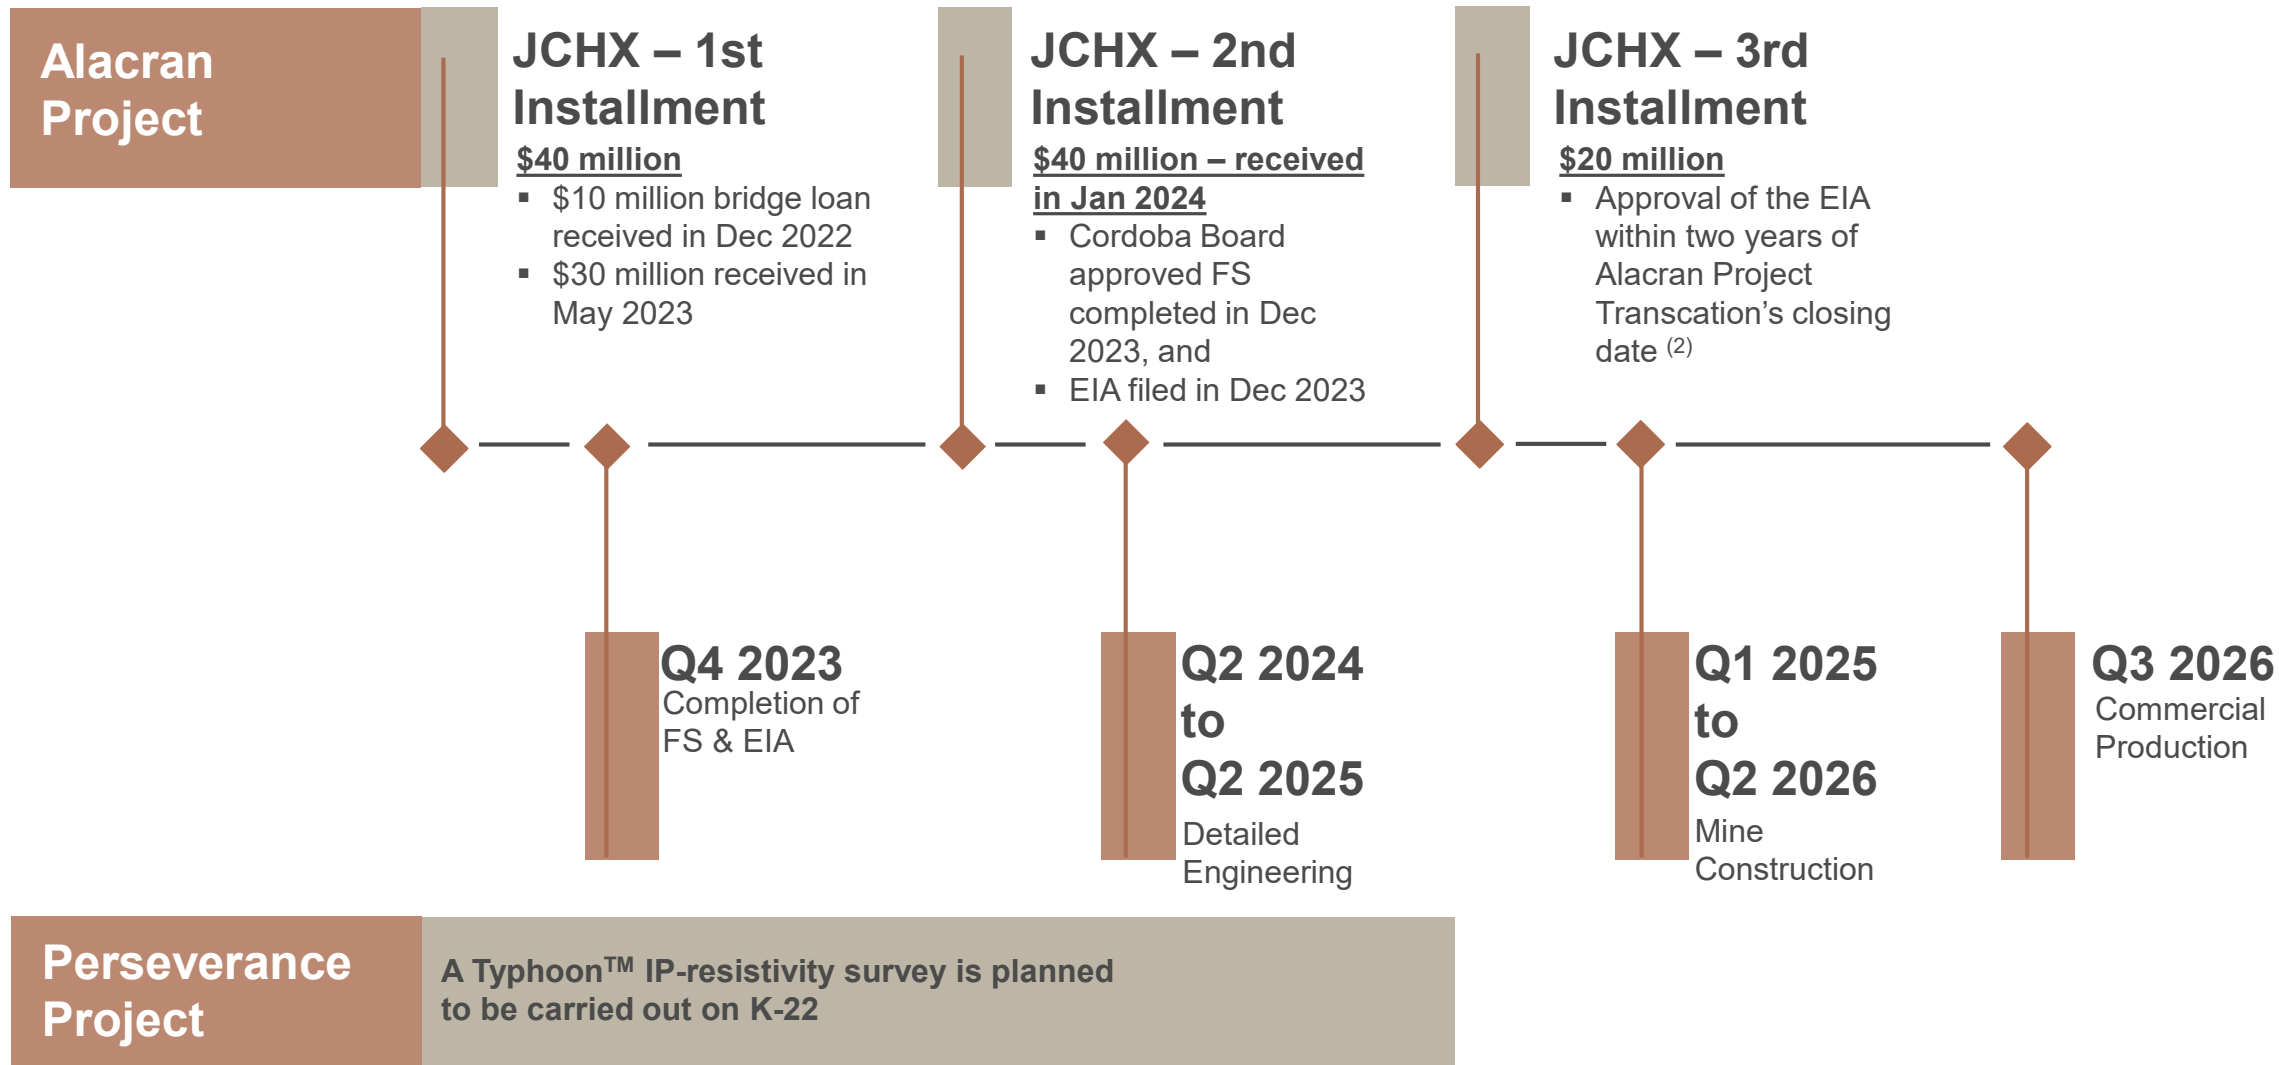 Alacran
Project
JCHX – 1st
Installment
$40 million
▪ $10 million bridge loan
received in Dec 2022
▪ $30 million received in
May 2023
JCHX – 2nd
Installment
$40 million – received
in Jan 2024
▪ Cordoba Board
approved FS
completed in Dec
2023, and
▪ EIA filed in Dec 2023
JCHX – 3rd
Installment
$20 million
▪ Approval of the EIA
within two years of
Alacran Project
Transcation’s closing
date (2)
Q4 2023
Completion of
FS & EIA
Q2 2024
to
Q2 2025
Detailed
Engineering
Q1 2025
to
Q2 2026
Mine
Construction
Q3 2026
Commercial
Production
Perseverance
Project
A Typhoon™ IP-resistivity survey is planned
to be carried out on K-22